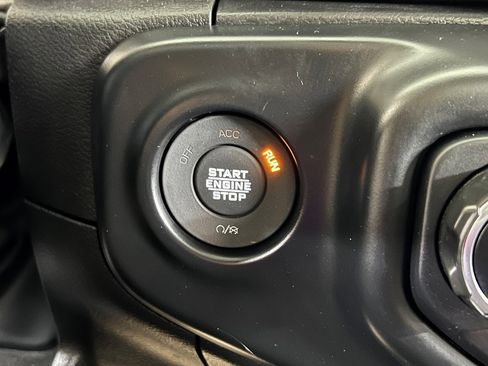 OFF
ACC
RUN
START
ENGINE
STOP